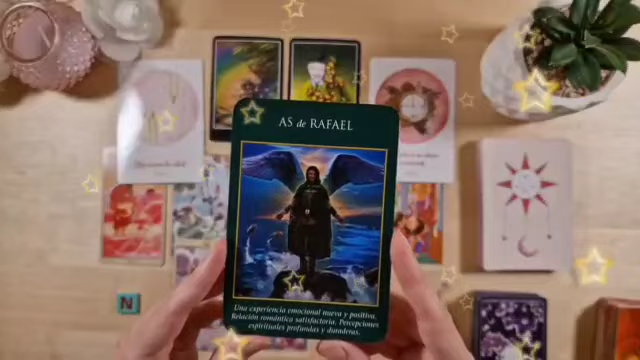 AS de RAFAEL
Una experiencia emocional nueva y positiva.
Relación romántica satisfactoria. Percepciones
espirituales profundas y duraderas.
N